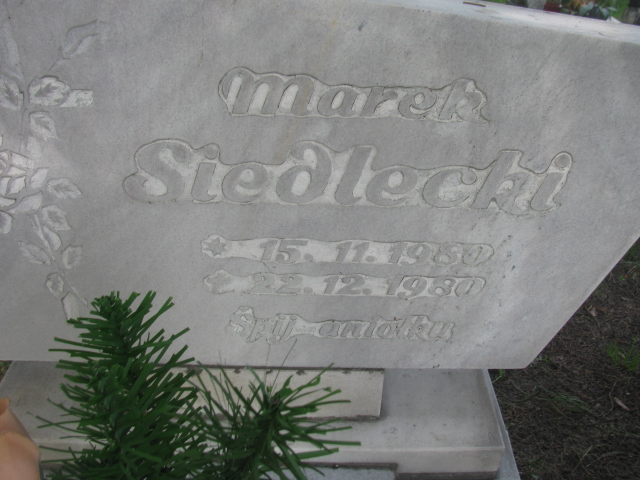 Marek
Siedlecki
* 15.11.1980
22.12.1980
Śpij aniołku